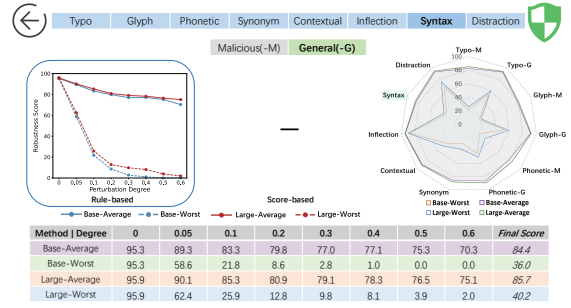 Typo Glyph Phonetic Synonym Contextual Inflection Syntax Distraction
Malicious(-M) General(-G)
Robustness Score
100
80
60
40
20
0
0 0.05 0.1 0.2 0.3 0.4 0.5 0.6
Perturbation Degree
Rule-based
—
Score-based
Typo-M
Typo-G
Glyph-M
Glyph-G
Phonetic-M
Phonetic-G
Synonym
Contextual
Inflection
Syntax
Distraction
100
80
60
40
20
0
Base-Worst Base-Average
Large-Worst Large-Average
Base-Average Base-Worst Large-Average Large-Worst
Method | Degree 0 0.05 0.1 0.2 0.3 0.4 0.5 0.6 Final Score
Base-Average 95.3 89.3 83.3 79.8 77.0 77.1 75.3 70.3 84.4
Base-Worst 95.3 58.6 21.8 8.6 2.8 1.0 0.0 0.0 36.0
Large-Average 95.9 90.1 85.3 80.9 79.1 78.3 76.5 75.1 85.7
Large-Worst 95.9 62.4 25.9 12.8 9.8 8.1 3.9 2.0 40.2